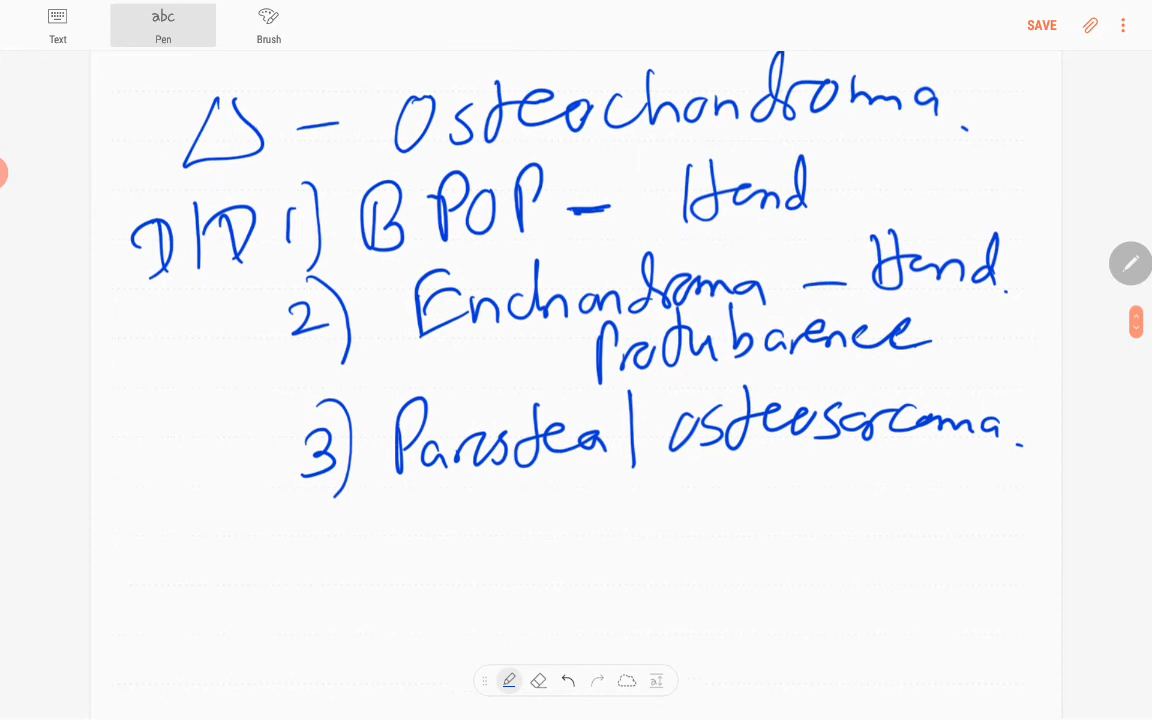 Text
abc
Pen
Brush
SAVE
Δ - Osteochondroma.
D/D 1) BPOP - Hand
2) Enchondroma - Hand.
Protubarence
3) Parosteal osteosarcoma.